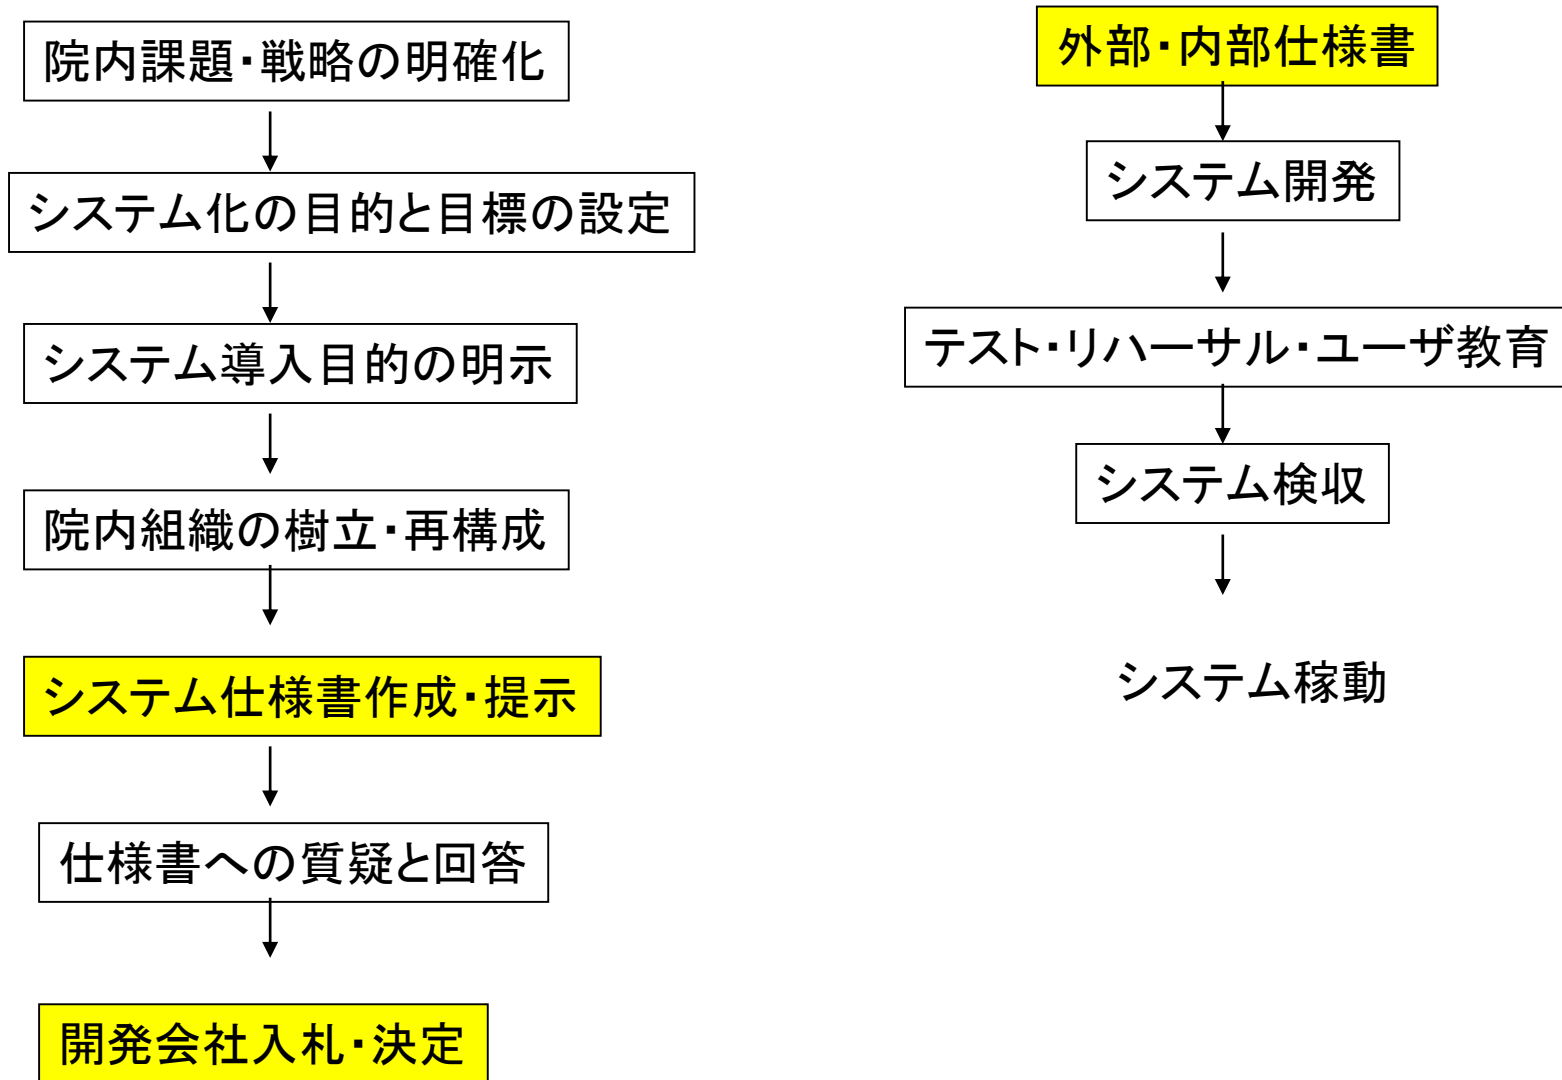 院内課題・戦略の明確化
システム化の目的と目標の設定
システム導入目的の明示
院内組織の樹立・再構成
システム仕様書作成・提示
仕様書への質疑と回答
開発会社入札・決定
外部・内部仕様書
システム開発
テスト・リハーサル・ユーザ教育
システム検収
システム稼動